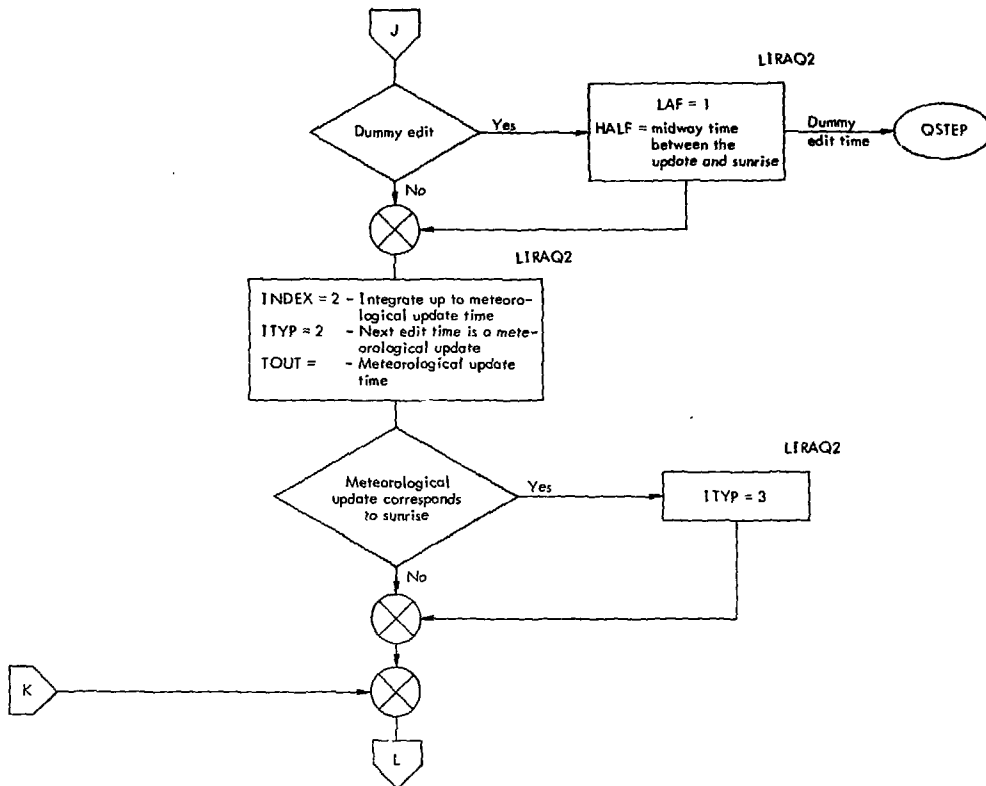 J
LIRAQ2
Dummy edit
Yes
LAF = 1
HALF = midway time
between the
update and sunrise
Dummy
edit time
QSTEP
No
LIRAQ2
INDEX = 2 - Integrate up to meteoro-
logical update time
ITYP = 2 - Next edit time is a mete-
orological update
TOUT = - Meteorological update
time
LIRAQ2
Meteorological
update corresponds
to sunrise
Yes
ITYP = 3
No
K
L